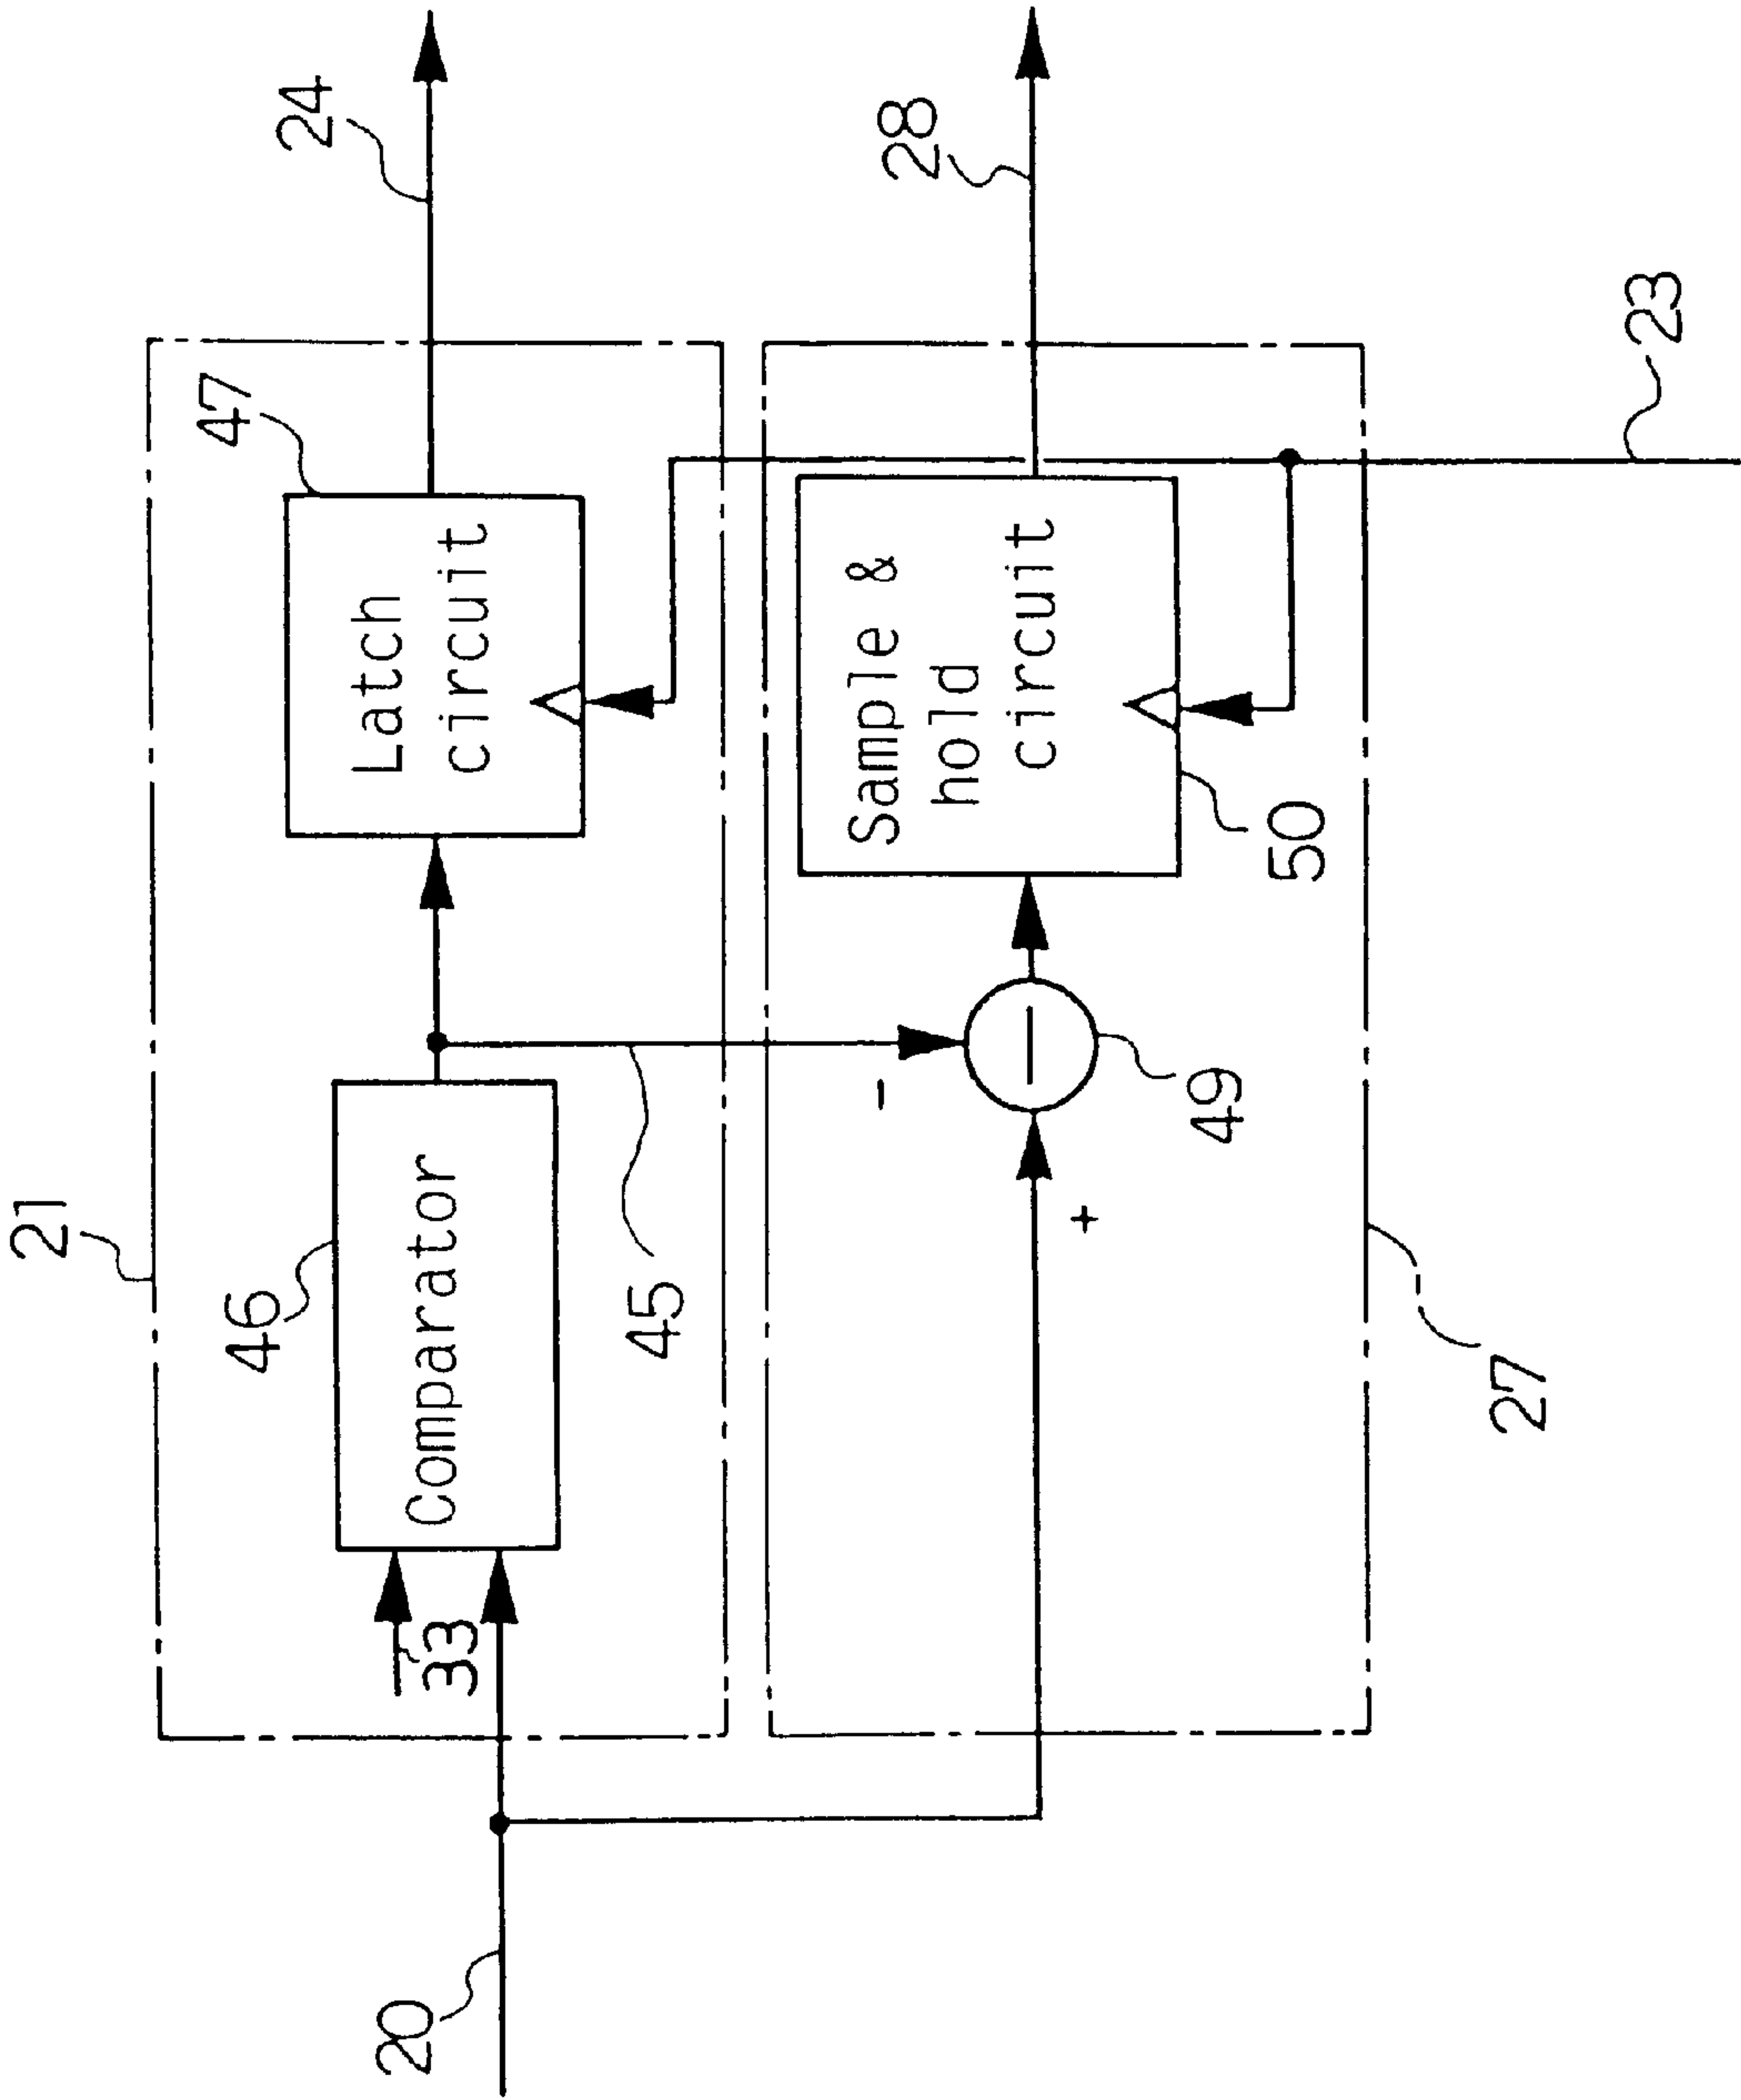 21
46
Comparator
33
20
45
47
Latch
circuit
24
-
+
49
Sample &
hold
circuit
50
28
27
23